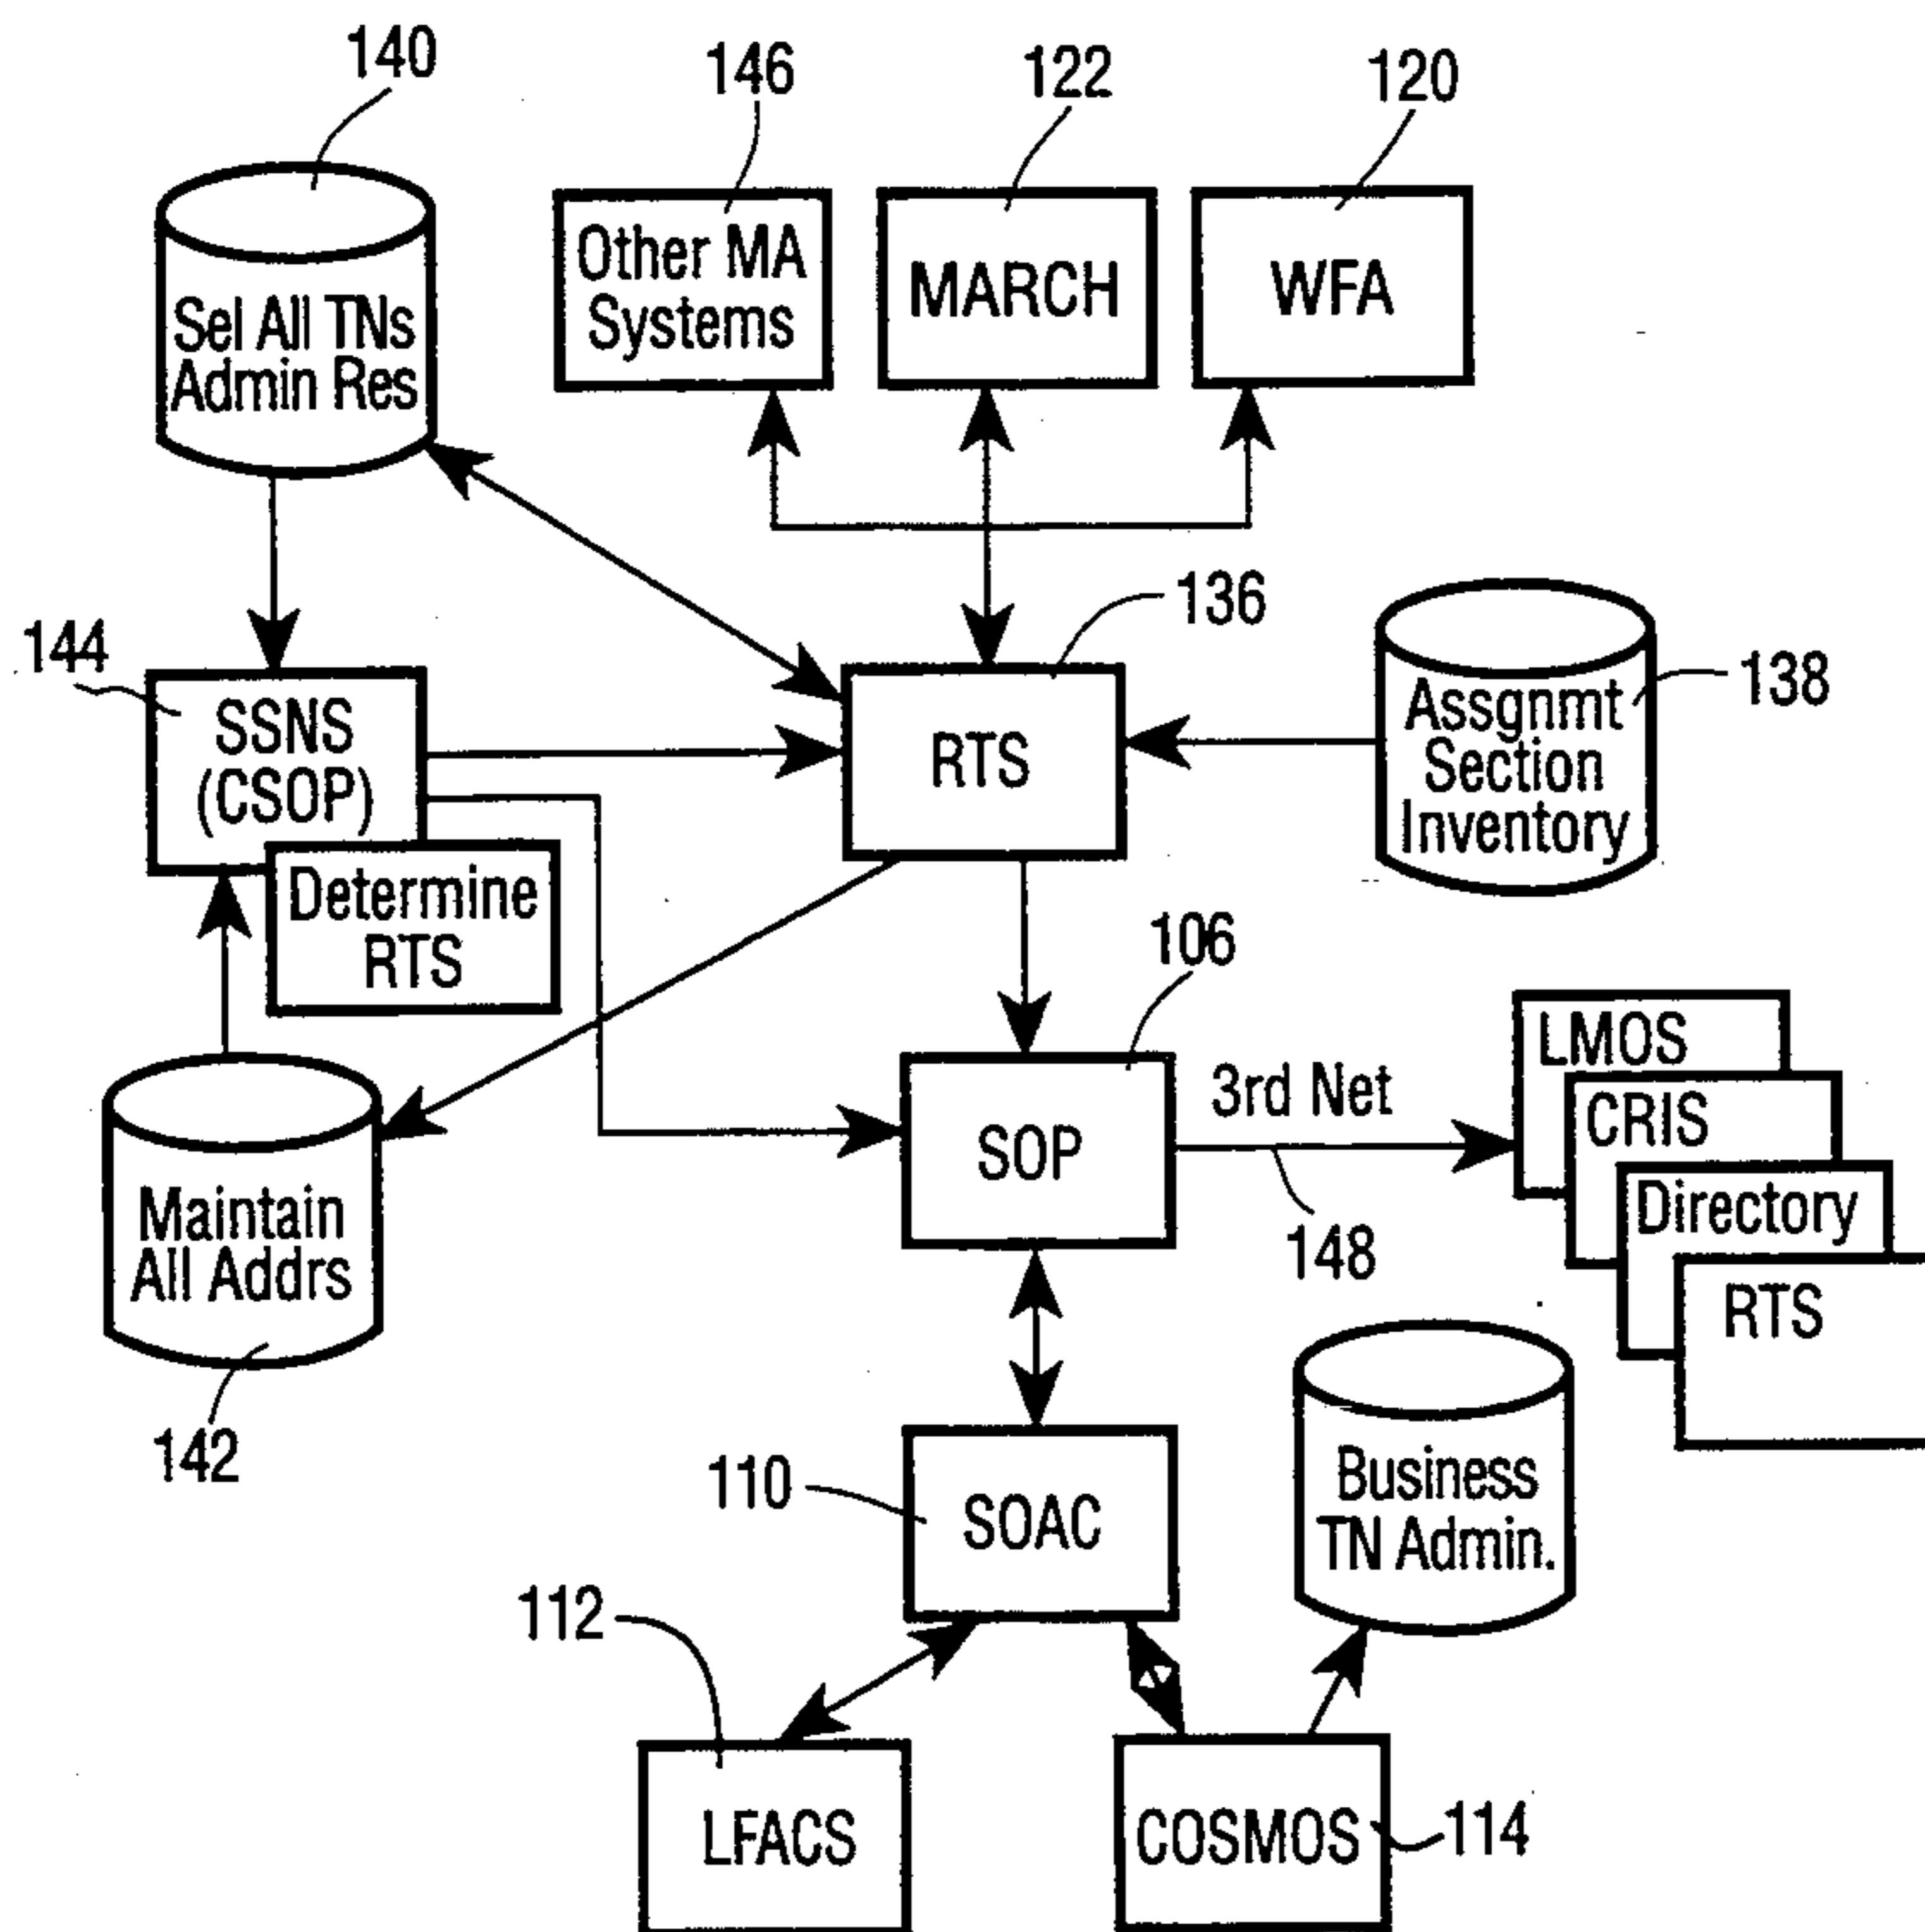 140
146
122
120
Sel All TNs
Admin Res
Other MA
Systems
MARCH
WFA
136
144
SSNS
(CSOP)
RTS
Assgnmt
Section
Inventory
138
Determine
RTS
106
Maintain
All Addrs
142
SOP
3rd Net
148
LMOS
CRIS
Directory
RTS
110
SOAC
Business
TN Admin.
112
LFACS
COSMOS
114